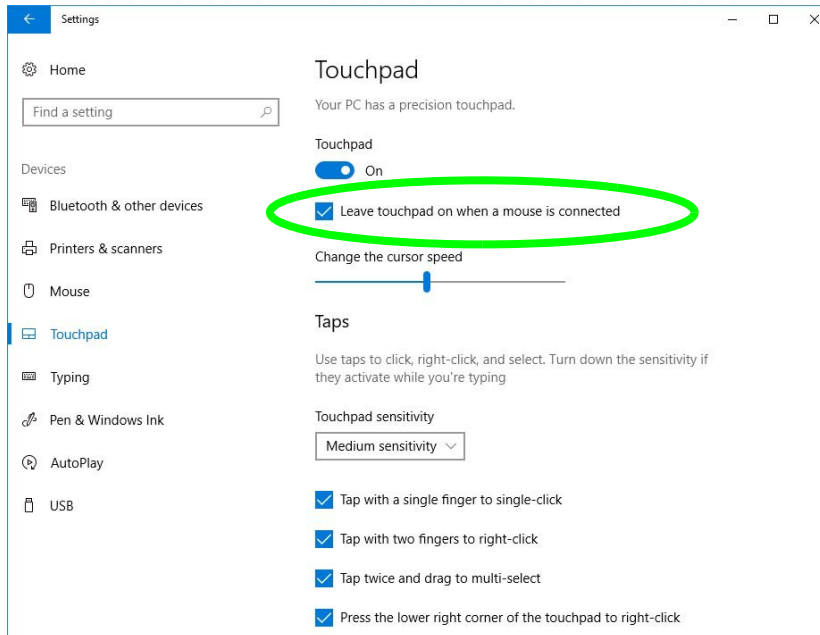 Settings
Home
Find a setting
Devices
Bluetooth & other devices
Printers & scanners
Mouse
Touchpad
Typing
Pen & Windows Ink
AutoPlay
USB
Touchpad
Your PC has a precision touchpad.
Touchpad
On
Leave touchpad on when a mouse is connected
Change the cursor speed
Taps
Use taps to click, right-click, and select. Turn down the sensitivity if
they activate while you're typing
Touchpad sensitivity
Medium sensitivity
Tap with a single finger to single-click
Tap with two fingers to right-click
Tap twice and drag to multi-select
Press the lower right corner of the touchpad to right-click